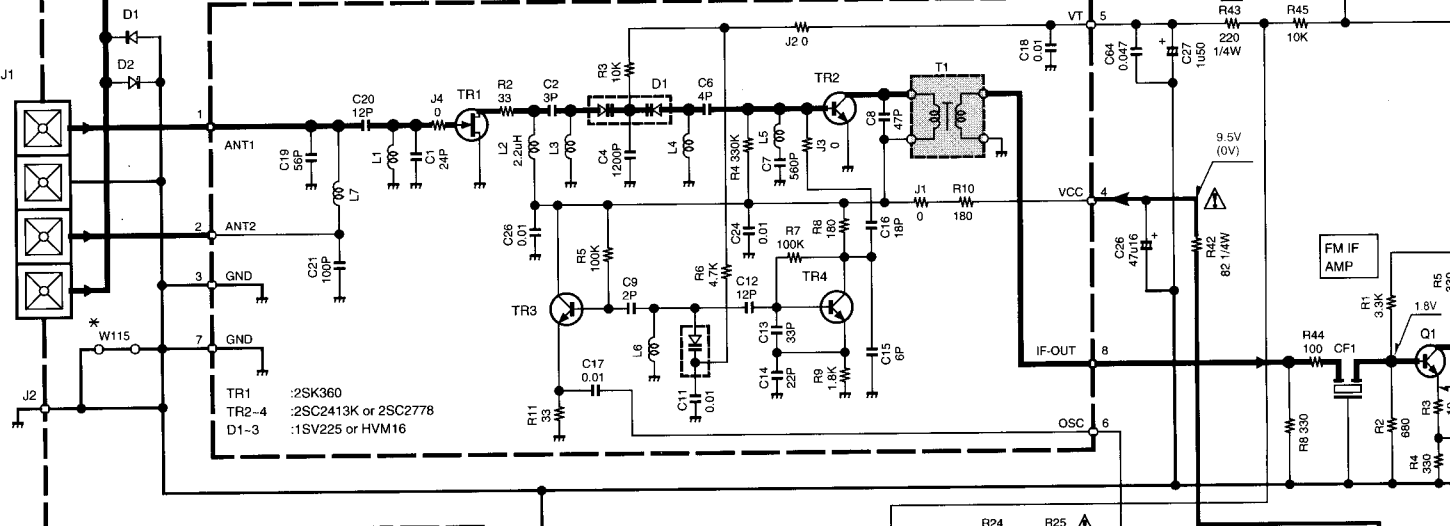 D1
D2
J1
1
ANT1
C19
56P
L7
C20
12P
L1
C1
24P
J4
0
TR1
R2
33
C2
3P
L2
2.2uH
L3
R3
10K
D1
C4
1200P
L4
C6
4P
J2 0
R4 330K
L5
C7
560P
TR2
J3
0
C8
47P
T1
C18
0.01
VT
5
C64
0.047
+
C27
1u50
R43
220
1/4W
R45
10K
2
ANT2
C21
100P
3
GND
C26
0.01
R5
100K
C24
0.01
R6
4.7K
R7
100K
R8
180
C16
18P
J1
0
R10
180
VCC
4
9.5V
(0V)
C26
47u16
+
R42
82 1/4W
FM IF
AMP
R1
3.3K
1.8V
R5
330
*
W115
7
GND
TR3
C9
2P
L6
C11
0.01
C12
12P
TR4
C13
33P
C14
22P
R9
1.8K
C15
6P
IF-OUT
8
R44
100
CF1
Q1
J2
TR1 :2SK360
TR2~4 :2SC2413K or 2SC2778
D1~3 :1SV225 or HVM16
R11
33
C17
0.01
OSC
6
R8 330
R2
680
R3
R4
330
R24
R25